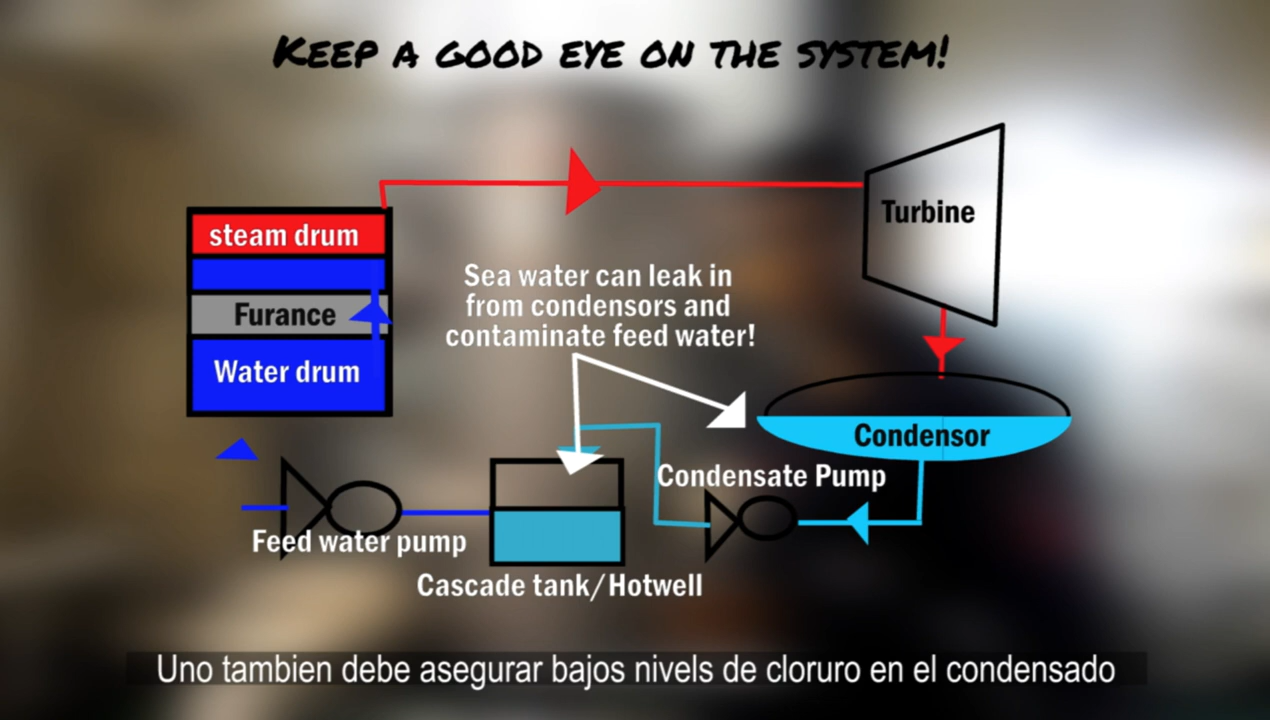 KEEP A GOOD EYE ON THE SYSTEM!
steam drum
Turbine
Sea water can leak in
from condensors and
contaminate feed water!
Furance
Water drum
Condensor
Condensate Pump
Feed water pump
Cascade tank/Hotwell
Uno tambien debe asegurar bajos nivels de cloruro en el condensado